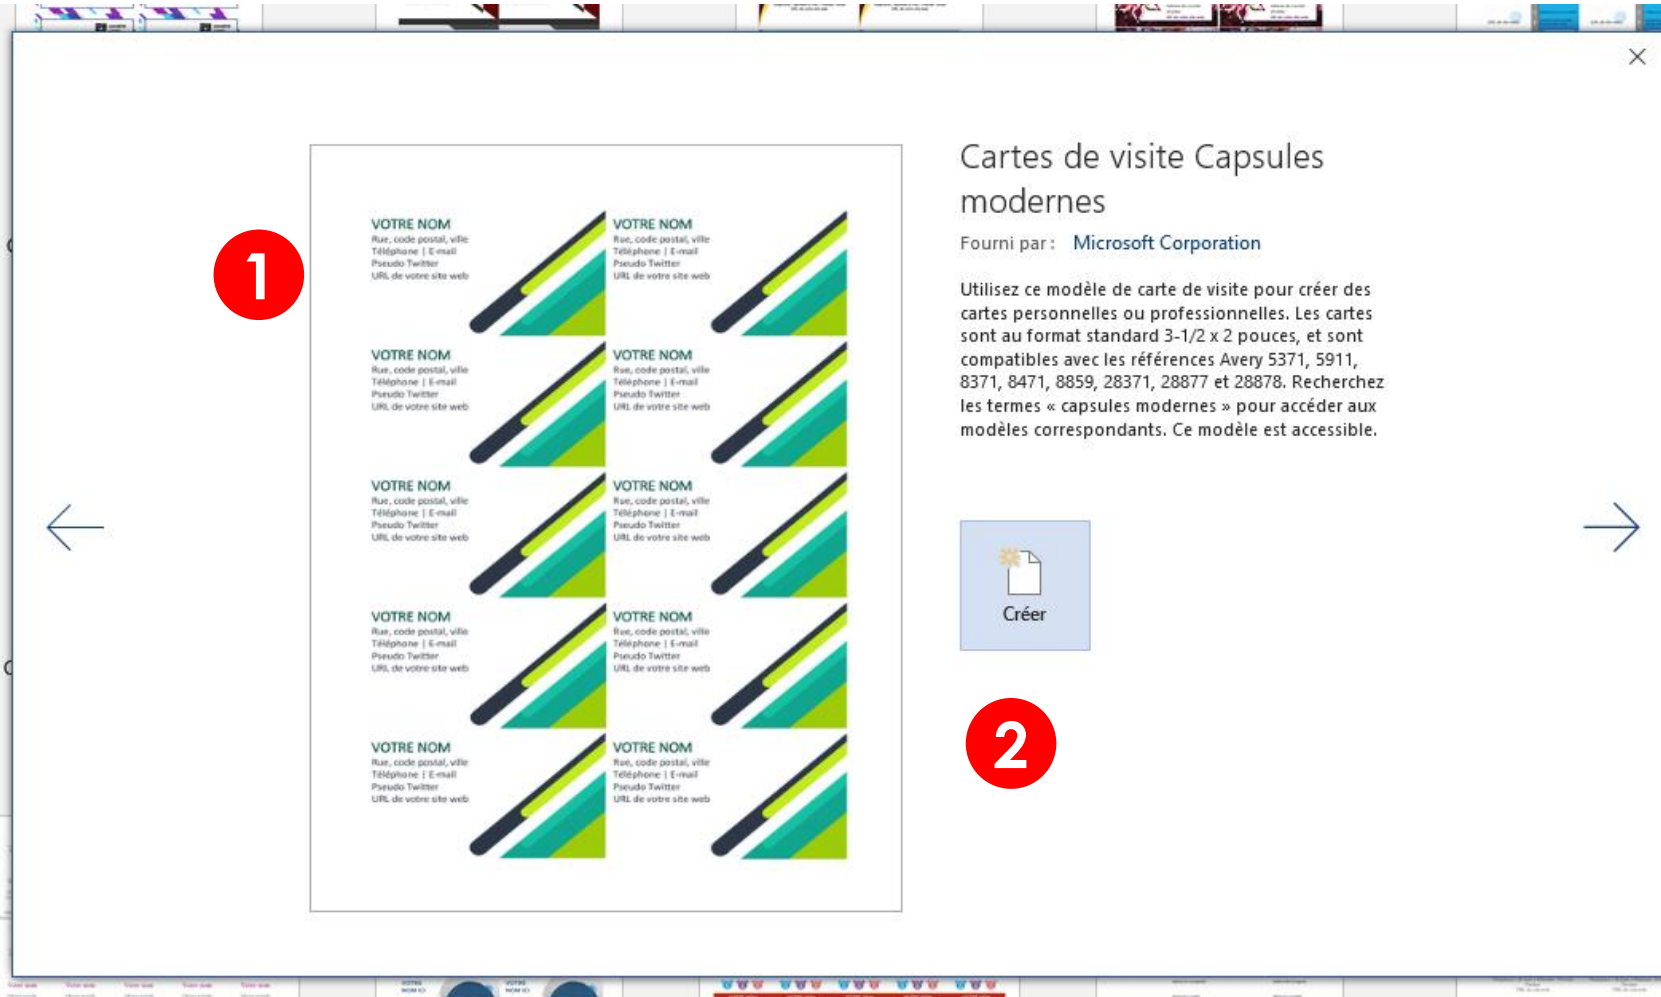 Cartes de visite Capsules
modernes
Fourni par : Microsoft Corporation
Utilisez ce modèle de carte de visite pour créer des
cartes personnelles ou professionnelles. Les cartes
sont au format standard 3-1/2 x 2 pouces, et sont
compatibles avec les références Avery 5371, 5911,
8371, 8471, 8859, 28371, 28877 et 28878. Recherchez
les termes « capsules modernes » pour accéder aux
modèles correspondants. Ce modèle est accessible.
Créer
1
2
VOTRE NOM
Rue, code postal, ville
Téléphone | E-mail
Pseudo Twitter
URL de votre site web
VOTRE NOM
Rue, code postal, ville
Téléphone | E-mail
Pseudo Twitter
URL de votre site web
VOTRE NOM
Rue, code postal, ville
Téléphone | E-mail
Pseudo Twitter
URL de votre site web
VOTRE NOM
Rue, code postal, ville
Téléphone | E-mail
Pseudo Twitter
URL de votre site web
VOTRE NOM
Rue, code postal, ville
Téléphone | E-mail
Pseudo Twitter
URL de votre site web
VOTRE NOM
Rue, code postal, ville
Téléphone | E-mail
Pseudo Twitter
URL de votre site web
VOTRE NOM
Rue, code postal, ville
Téléphone | E-mail
Pseudo Twitter
URL de votre site web
VOTRE NOM
Rue, code postal, ville
Téléphone | E-mail
Pseudo Twitter
URL de votre site web
VOTRE NOM
Rue, code postal, ville
Téléphone | E-mail
Pseudo Twitter
URL de votre site web
VOTRE NOM
Rue, code postal, ville
Téléphone | E-mail
Pseudo Twitter
URL de votre site web
VOTRE
NOM ICI
VOTRE
NOM ICI